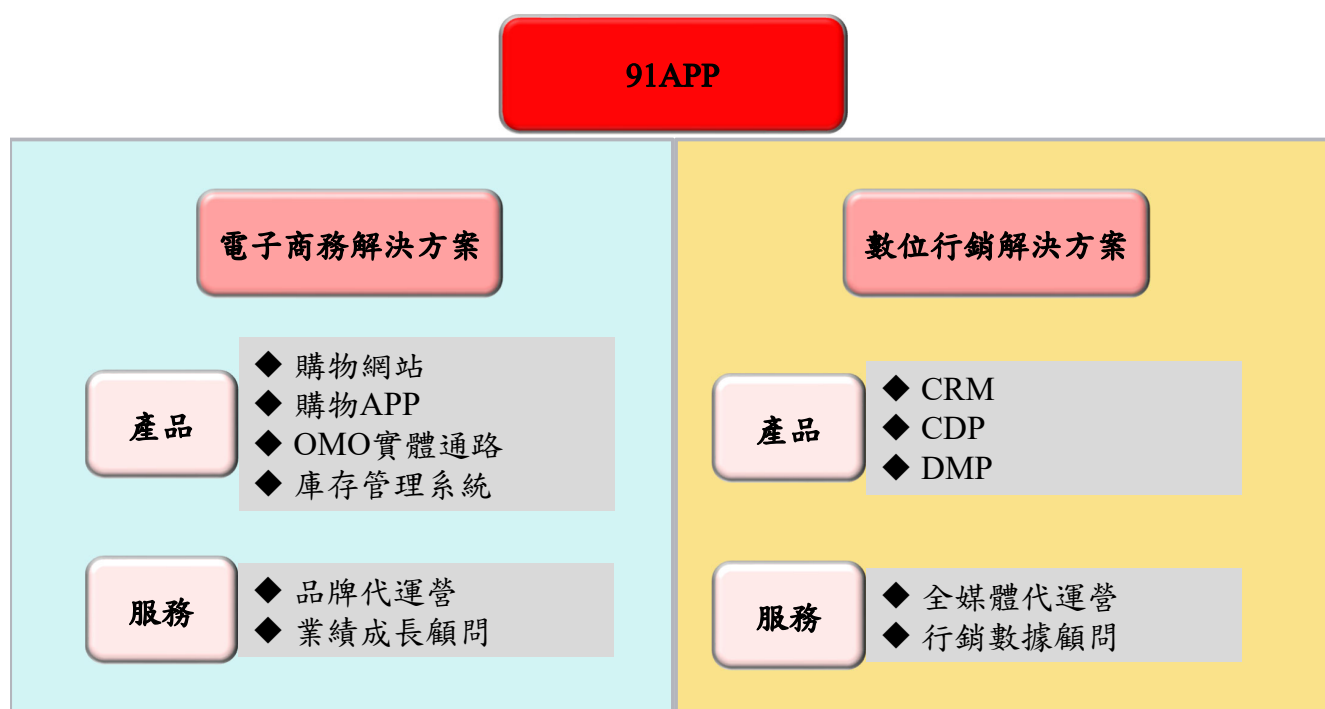 91APP
電子商務解決方案
產品
◆ 購物網站
◆ 購物APP
◆ OMO實體通路
◆ 庫存管理系統
服務
◆ 品牌代運營
◆ 業績成長顧問
數位行銷解決方案
產品
◆ CRM
◆ CDP
◆ DMP
服務
◆ 全媒體代運營
◆ 行銷數據顧問